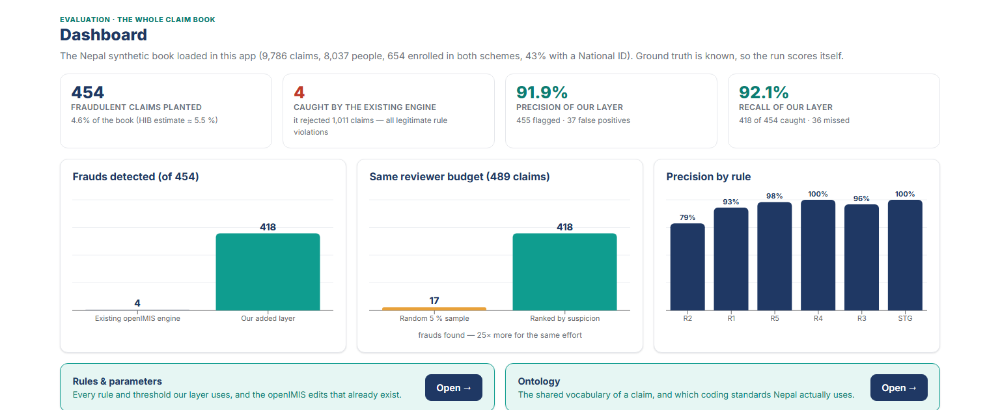 EVALUATION · THE WHOLE CLAIM BOOK
Dashboard
The Nepal synthetic book loaded in this app (9,786 claims, 8,037 people, 654 enrolled in both schemes, 43% with a National ID). Ground truth is known, so the run scores itself.
454
FRAUDULENT CLAIMS PLANTED
4.6% of the book (HIB estimate ≈ 5.5 %)
4
CAUGHT BY THE EXISTING ENGINE
it rejected 1,011 claims — all legitimate rule
violations
91.9%
PRECISION OF OUR LAYER
455 flagged · 37 false positives
92.1%
RECALL OF OUR LAYER
418 of 454 caught · 36 missed
Frauds detected (of 454)
4
418
Existing openIMIS engine
Our added layer
Same reviewer budget (489 claims)
17
418
Random 5 % sample
Ranked by suspicion
frauds found — 25× more for the same effort
Precision by rule
79%
93%
98%
100%
96%
100%
R2
R1
R5
R4
R3
STG
Rules & parameters
Every rule and threshold our layer uses, and the openIMIS edits that already exist.
Open →
Ontology
The shared vocabulary of a claim, and which coding standards Nepal actually uses.
Open →